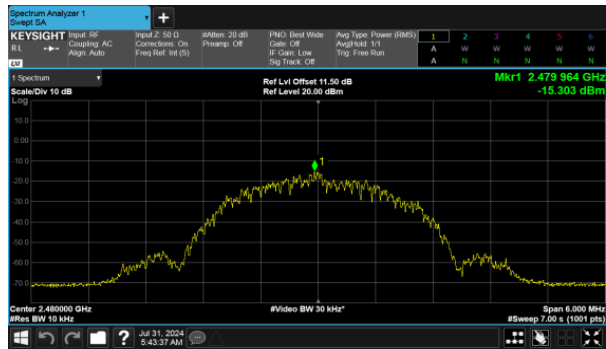 Spectrum Analyzer 1
Swept SA
+
KEYSIGHT
RL
Input: RF
Coupling: AC
Align: Auto
Input Z: 50 Ω
Corrections: On
Freq Ref: Int (S)
#Atten: 20 dB
Preamp: Off
PNO: Best Wide
Gate: Off
IF Gain: Low
Sig Track: Off
Avg Type: Power (RMS)
Avg|Hold: 1/1
Trig: Free Run
1 2 3 4 5 6
A W W W W W
A N N N N N
1 Spectrum
Scale/Div 10 dB
Log
Ref Lvl Offset 11.50 dB
Ref Level 20.00 dBm
Mkr1 2.479 964 GHz
-15.303 dBm
10.0
0.00
-10.0
-20.0
-30.0
-40.0
-50.0
-60.0
-70.0
1
Center 2.480000 GHz
#Res BW 10 kHz
#Video BW 30 kHz*
Span 6.000 MHz
#Sweep 7.00 s (1001 pts)
?
Jul 31, 2024
5:43:37 AM